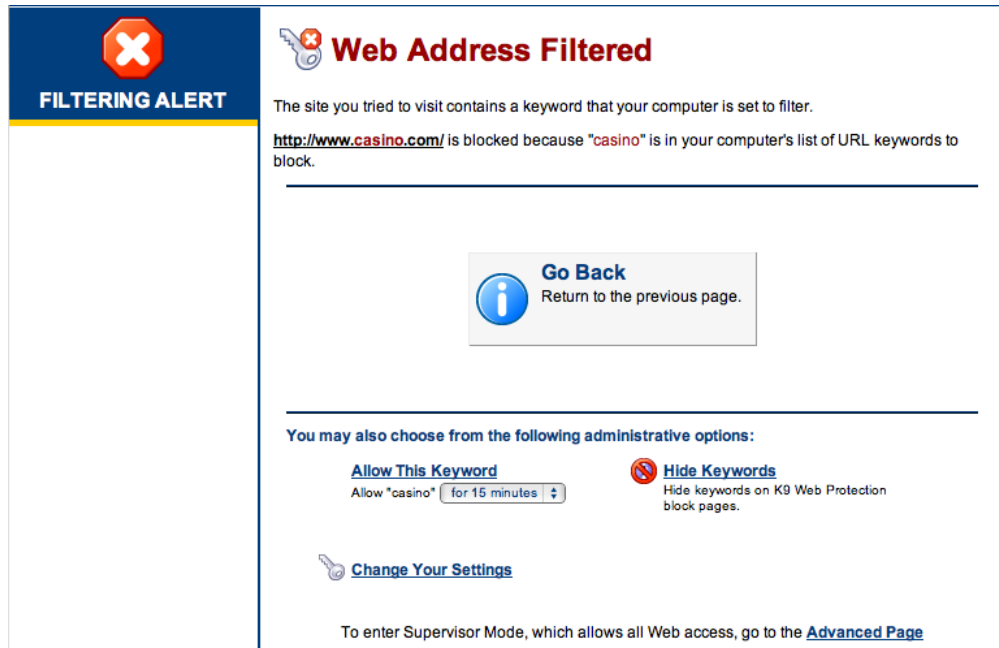 FILTERING ALERT
Web Address Filtered
The site you tried to visit contains a keyword that your computer is set to filter.
http://www.casino.com/ is blocked because "casino" is in your computer's list of URL keywords to
block.
Go Back
Return to the previous page.
You may also choose from the following administrative options:
Allow This Keyword
Allow "casino" for 15 minutes
Hide Keywords
Hide keywords on K9 Web Protection
block pages.
Change Your Settings
To enter Supervisor Mode, which allows all Web access, go to the Advanced Page